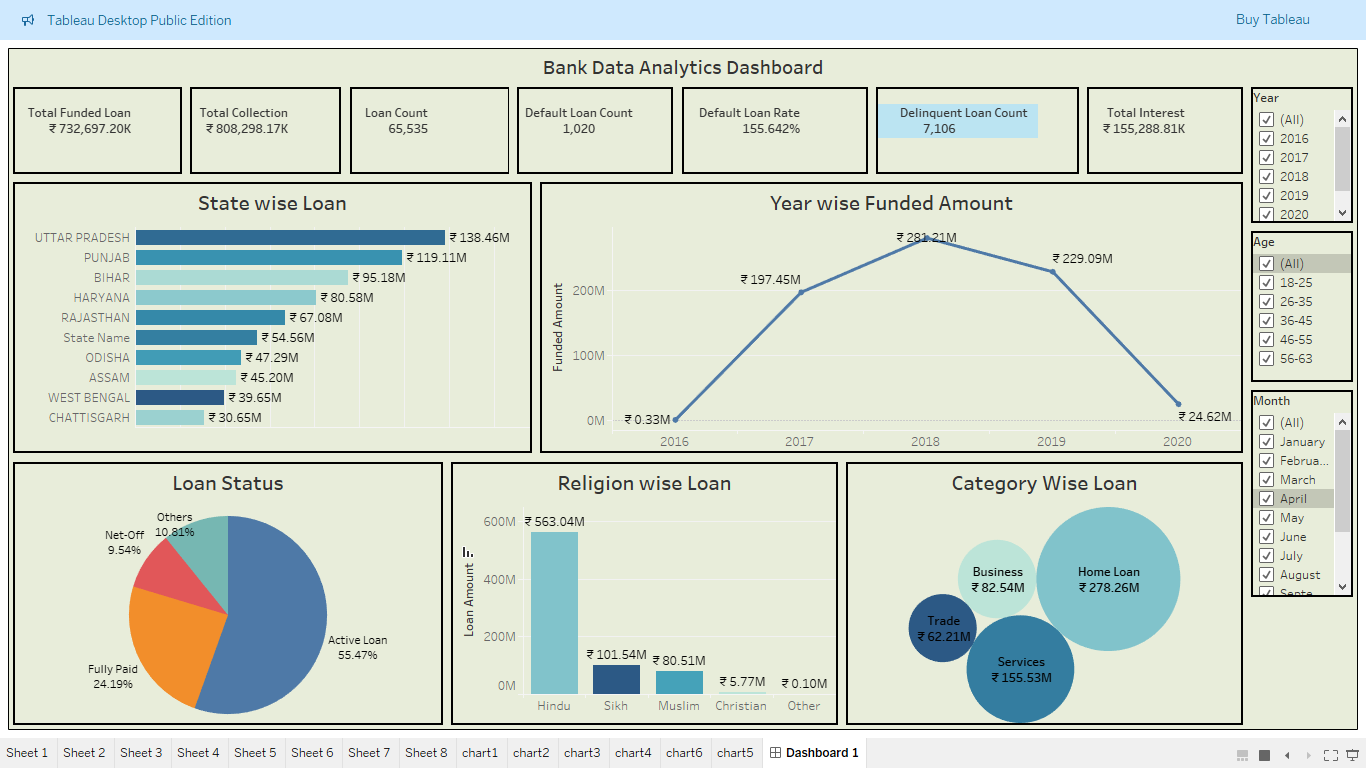 Tableau Desktop Public Edition
Buy Tableau
Bank Data Analytics Dashboard
Total Funded Loan
₹ 732,697.20K
Total Collection
₹ 808,298.17K
Loan Count
65,535
Default Loan Count
1,020
Default Loan Rate
155.642%
Delinquent Loan Count
7,106
Total Interest
₹ 155,288.81K
Year
(All)
2016
2017
2018
2019
2020
State wise Loan
UTTAR PRADESH ₹ 138.46M
PUNJAB ₹ 119.11M
BIHAR ₹ 95.18M
HARYANA ₹ 80.58M
RAJASTHAN ₹ 67.08M
State Name ₹ 54.56M
ODISHA ₹ 47.29M
ASSAM ₹ 45.20M
WEST BENGAL ₹ 39.65M
CHATTISGARH ₹ 30.65M
Year wise Funded Amount
Funded Amount
200M
100M
0M
₹ 0.33M
₹ 197.45M
₹ 281.21M
₹ 229.09M
₹ 24.62M
2016 2017 2018 2019 2020
Age
(All)
18-25
26-35
36-45
46-55
56-63
Month
(All)
January
Februa...
March
April
May
June
July
August
Septe
Loan Status
Others
10.81%
Net-Off
9.54%
Fully Paid
24.19%
Active Loan
55.47%
Religion wise Loan
Loan Amount
600M
400M
200M
0M
₹ 563.04M
₹ 101.54M
₹ 80.51M
₹ 5.77M
₹ 0.10M
Hindu Sikh Muslim Christian Other
Category Wise Loan
Business
₹ 82.54M
Home Loan
₹ 278.26M
Trade
₹ 62.21M
Services
₹ 155.53M
Sheet 1 Sheet 2 Sheet 3 Sheet 4 Sheet 5 Sheet 6 Sheet 7 Sheet 8 chart1 chart2 chart3 chart4 chart6 chart5 Dashboard 1